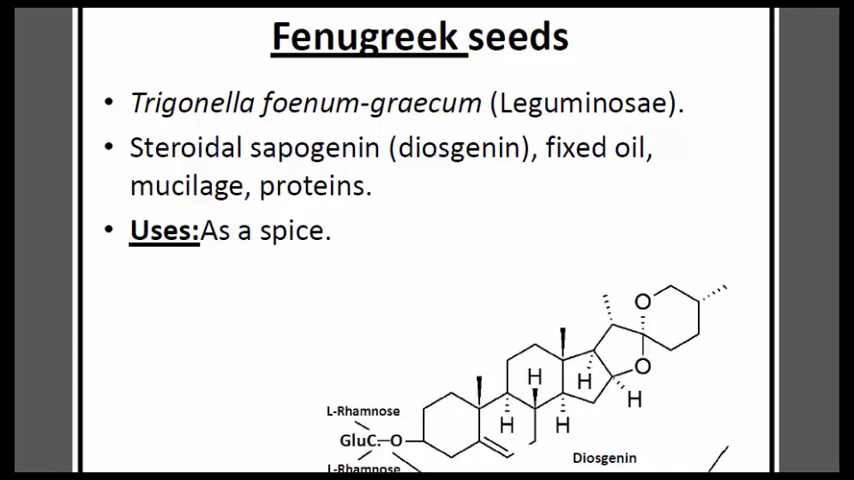 Fenugreek seeds
• Trigonella foenum-graecum (Leguminosae).
• Steroidal sapogenin (diosgenin), fixed oil,
mucilage, proteins.
• Uses:As a spice.
O
O
H
H
H
H
H
L-Rhamnose
GluC. O
L-Rhamnose
Diosgenin